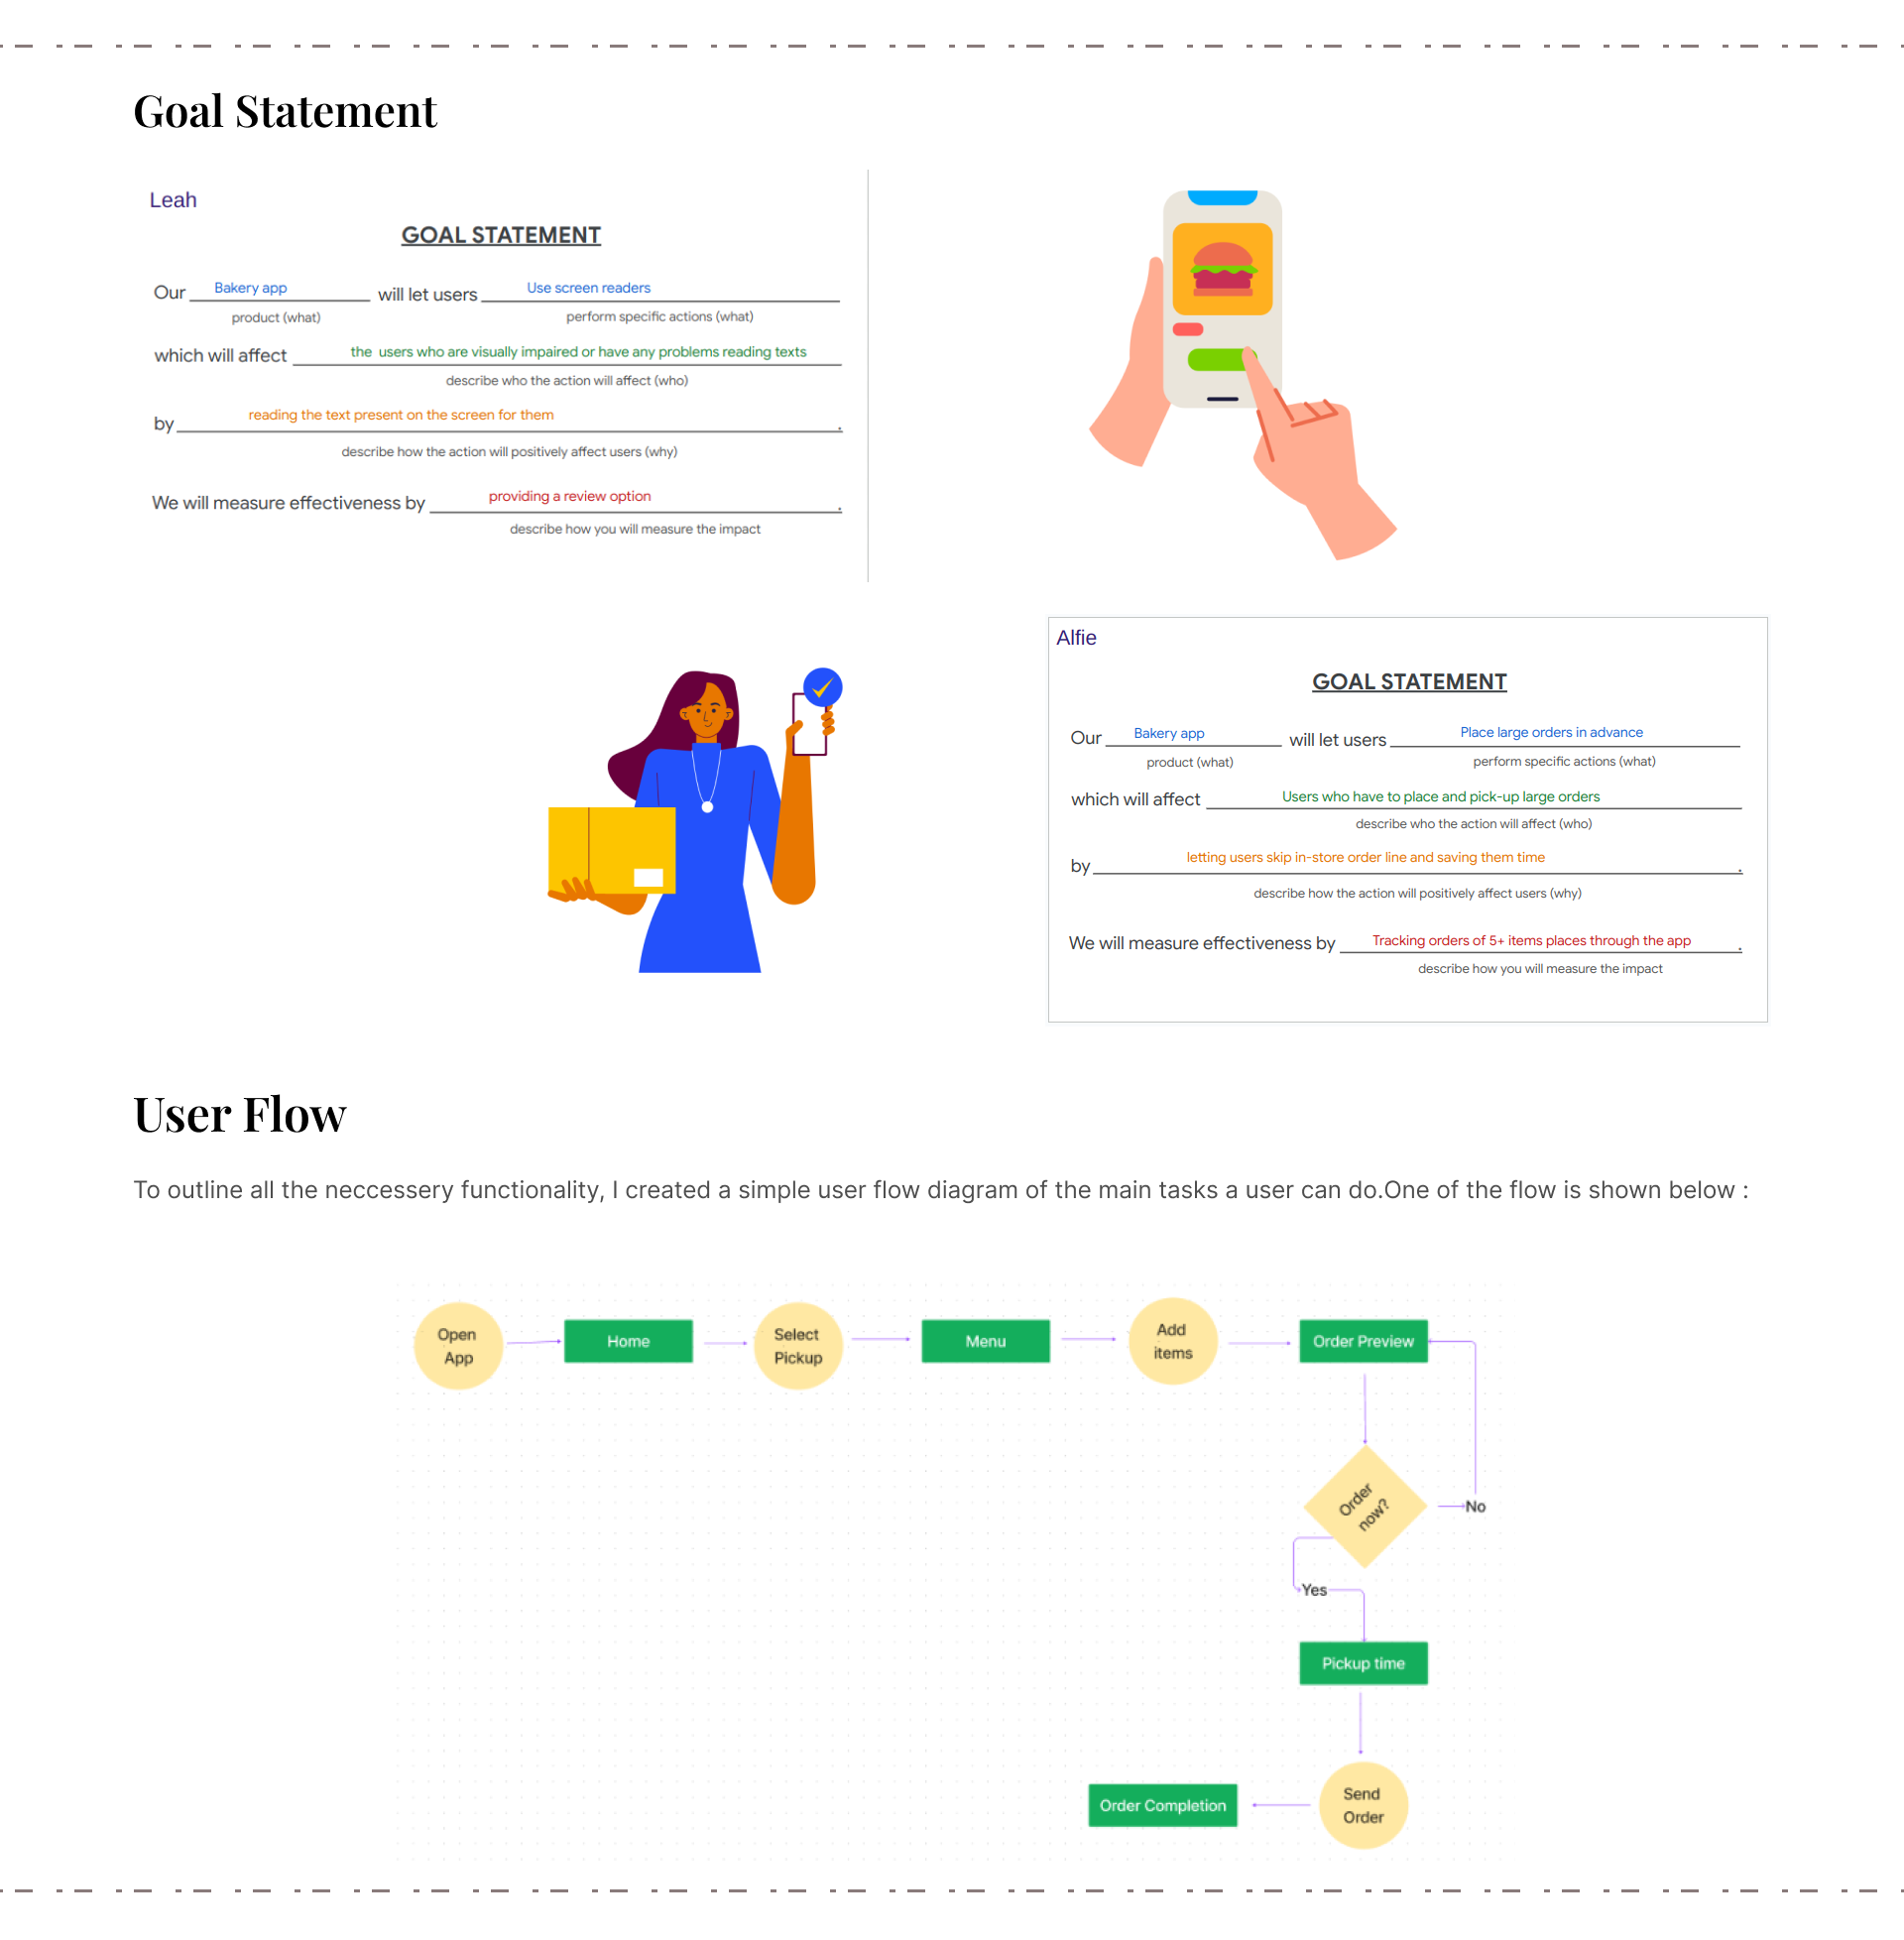 Goal Statement
Leah
GOAL STATEMENT
Our Bakery app will let users Use screen readers
product (what) perform specific actions (what)
which will affect the users who are visually impaired or have any problems reading texts
describe who the action will affect (who)
by reading the text present on the screen for them .
describe how the action will positively affect users (why)
We will measure effectiveness by providing a review option .
describe how you will measure the impact
Alfie
GOAL STATEMENT
Our Bakery app will let users Place large orders in advance
product (what) perform specific actions (what)
which will affect Users who have to place and pick-up large orders
describe who the action will affect (who)
by letting users skip in-store order line and saving them time .
describe how the action will positively affect users (why)
We will measure effectiveness by Tracking orders of 5+ items places through the app .
describe how you will measure the impact
User Flow
To outline all the neccessery functionality, I created a simple user flow diagram of the main tasks a user can do.One of the flow is shown below :
Open
App
Home
Select
Pickup
Menu
Add
items
Order Preview
Order
now?
No
Yes
Pickup time
Send
Order
Order Completion